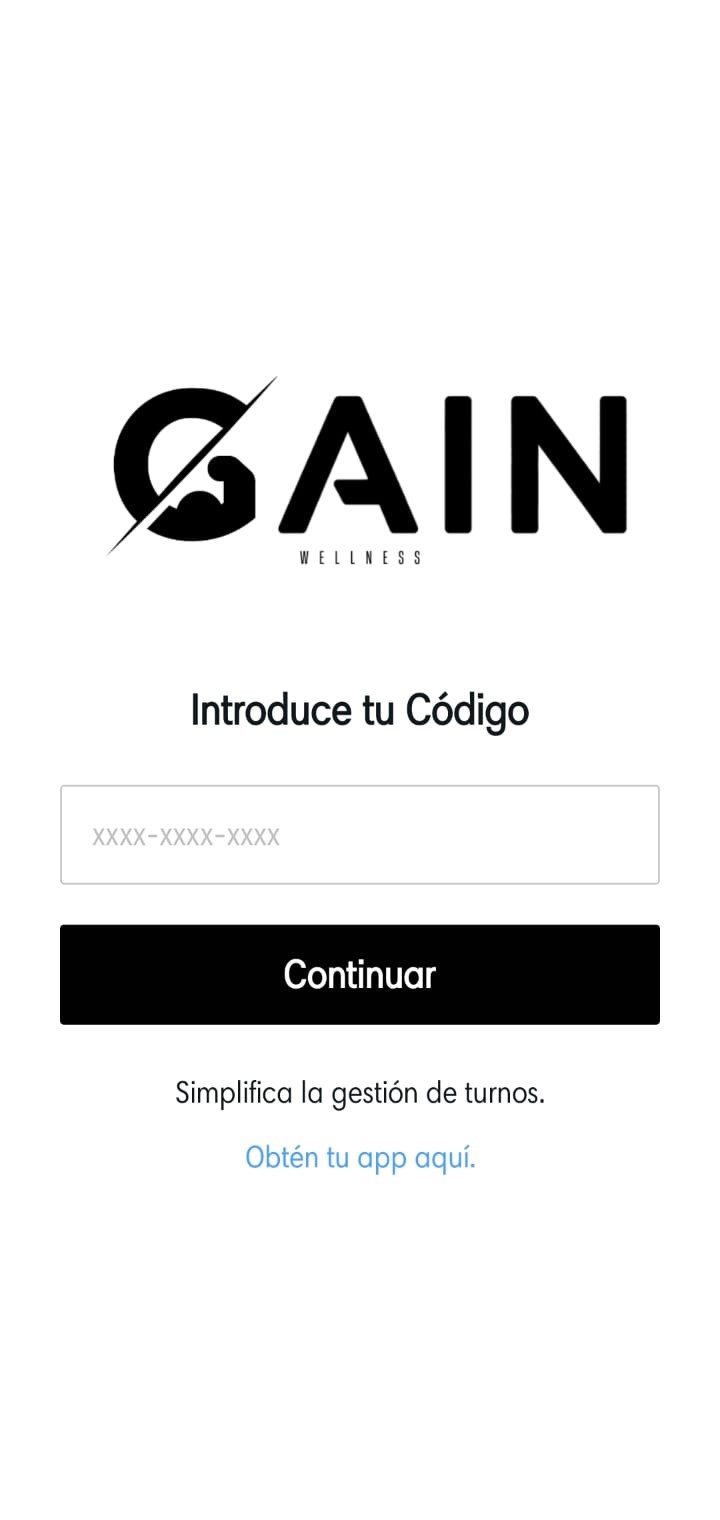 GAIN
WELLNESS
Introduce tu Código
XXXX-XXXX-XXXX
Continuar
Simplifica la gestión de turnos.
Obtén tu app aquí.